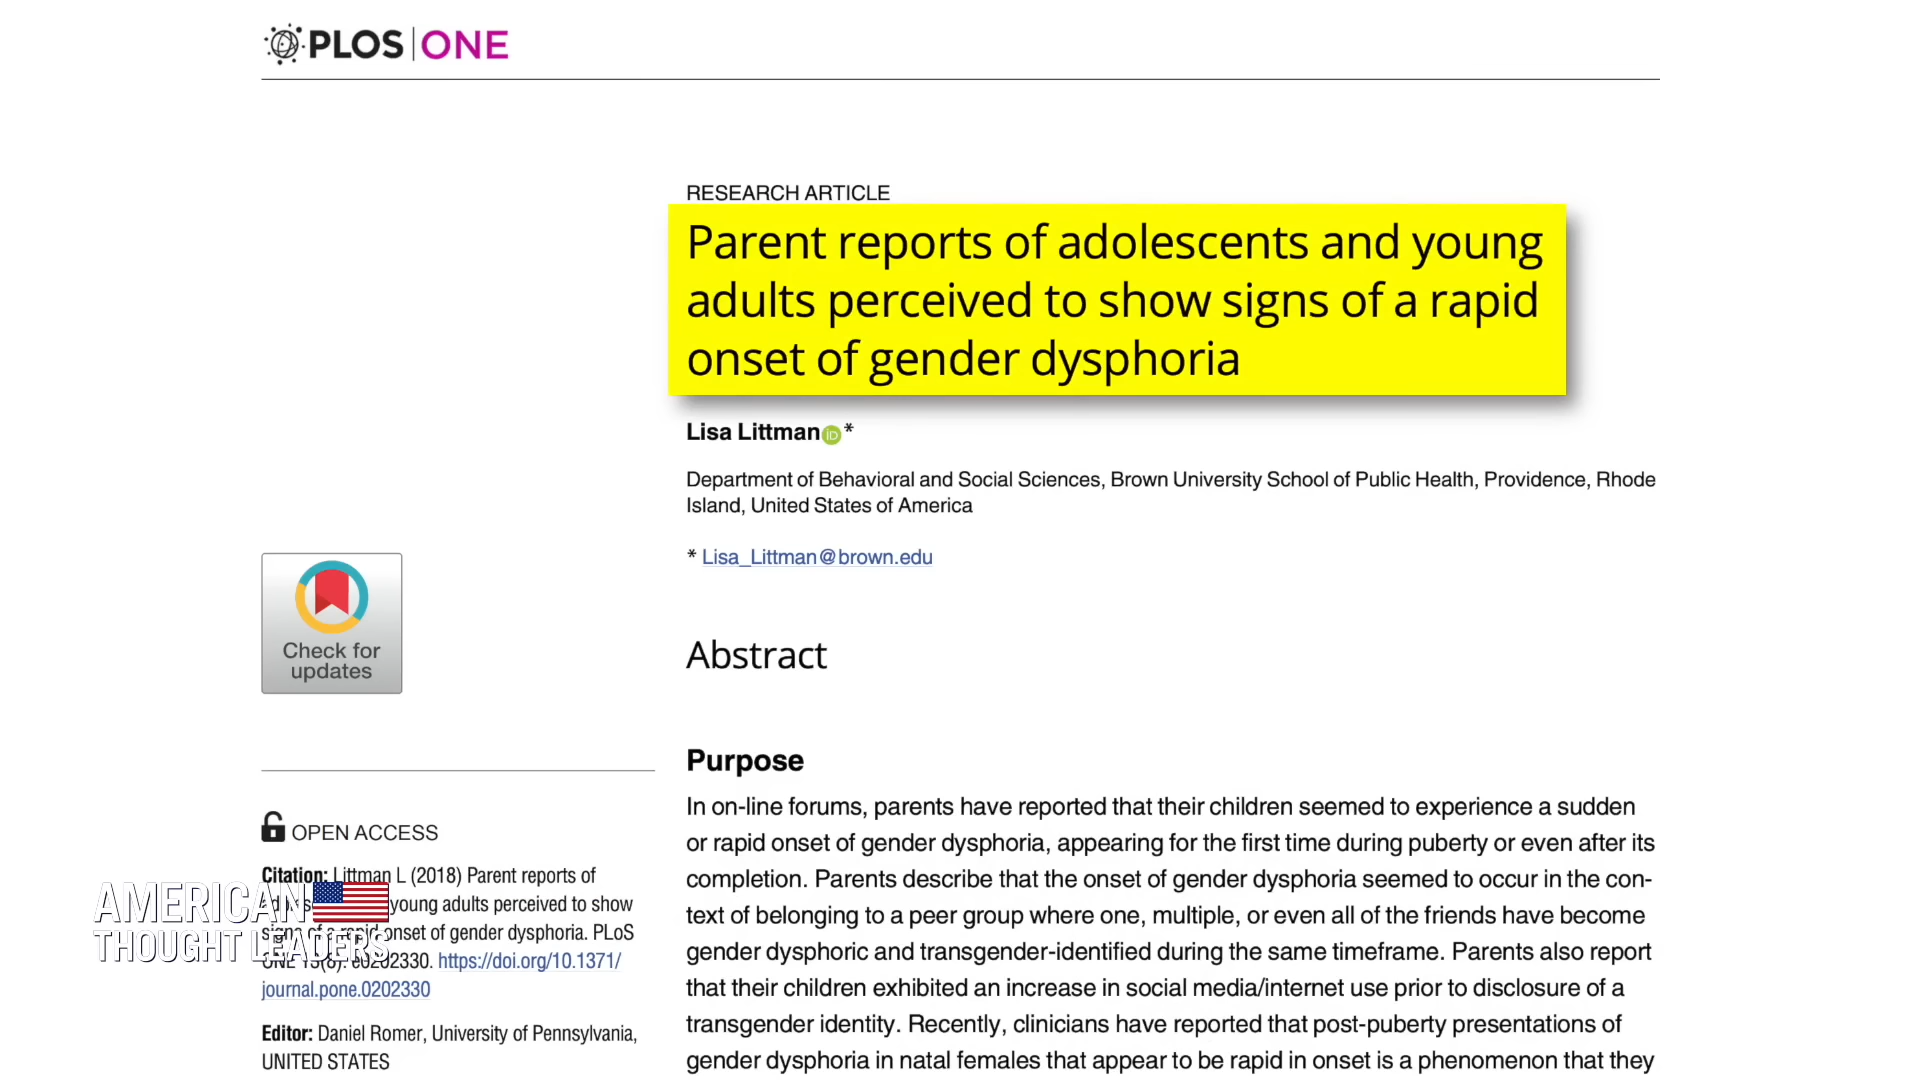 PLOS ONE
RESEARCH ARTICLE
Parent reports of adolescents and young
adults perceived to show signs of a rapid
onset of gender dysphoria
Lisa Littman iD *
Department of Behavioral and Social Sciences, Brown University School of Public Health, Providence, Rhode
Island, United States of America
* Lisa_Littman@brown.edu
Check for
updates
Abstract
Purpose
In on-line forums, parents have reported that their children seemed to experience a sudden
or rapid onset of gender dysphoria, appearing for the first time during puberty or even after its
completion. Parents describe that the onset of gender dysphoria seemed to occur in the con-
text of belonging to a peer group where one, multiple, or even all of the friends have become
gender dysphoric and transgender-identified during the same timeframe. Parents also report
that their children exhibited an increase in social media/internet use prior to disclosure of a
transgender identity. Recently, clinicians have reported that post-puberty presentations of
gender dysphoria in natal females that appear to be rapid in onset is a phenomenon that they
OPEN ACCESS
Citation: Littman L (2018) Parent reports of
young adults perceived to show
signs of a rapid onset of gender dysphoria. PLoS
ONE 13(8): e0202330. https://doi.org/10.1371/
journal.pone.0202330
Editor: Daniel Romer, University of Pennsylvania,
UNITED STATES
AMERICAN
THOUGHT LEADERS